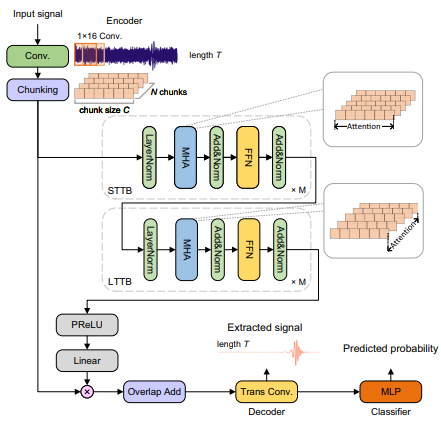 Input signal
Encoder
1×16 Conv.
length T
Conv.
Chunking
N chunks
chunk size C
LayerNorm
MHA
Add&Norm
FFN
Add&Norm
STTB
× M
Attention
LayerNorm
MHA
Add&Norm
FFN
Add&Norm
LTTB
× M
Attention
PReLU
Linear
×
Extracted signal
length T
Predicted probability
Overlap Add
Trans Conv.
MLP
Decoder
Classifier